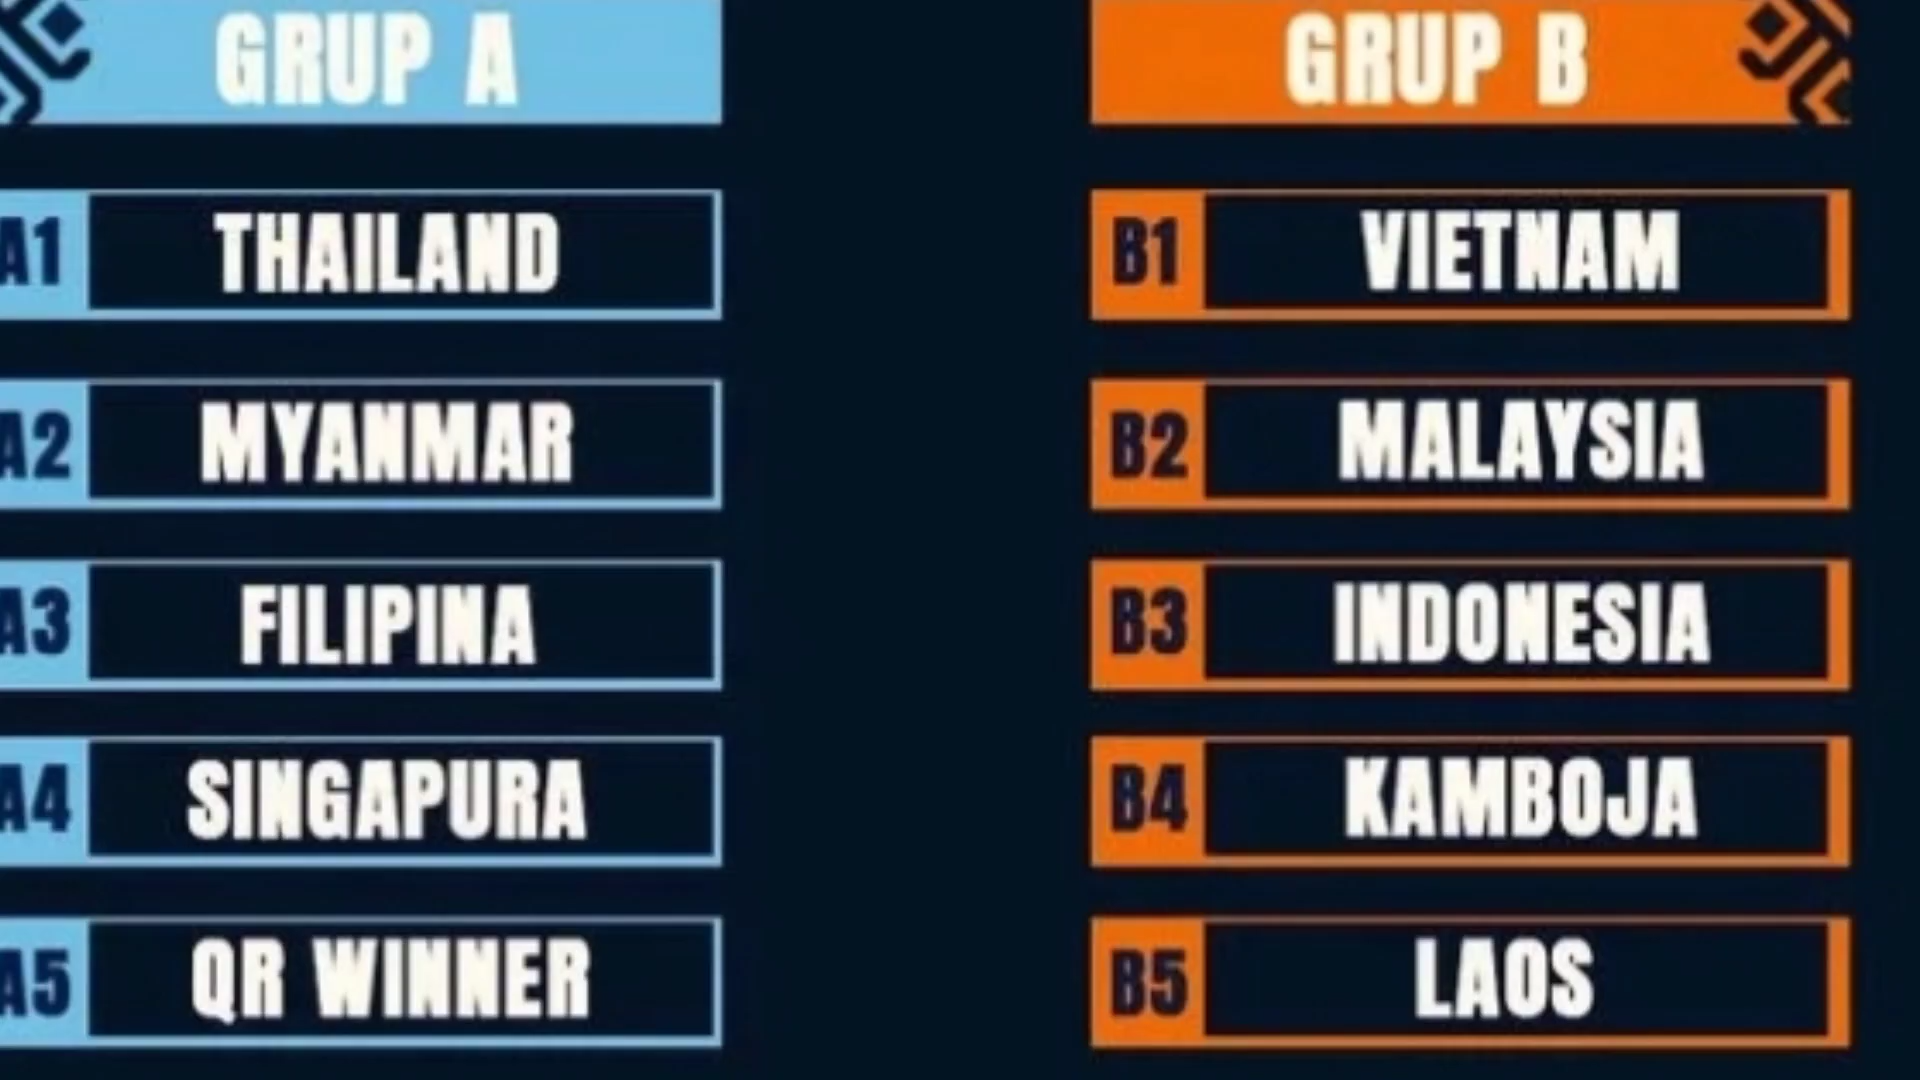 GRUP A
A1 THAILAND
A2 MYANMAR
A3 FILIPINA
A4 SINGAPURA
A5 QR WINNER
GRUP B
B1 VIETNAM
B2 MALAYSIA
B3 INDONESIA
B4 KAMBOJA
B5 LAOS